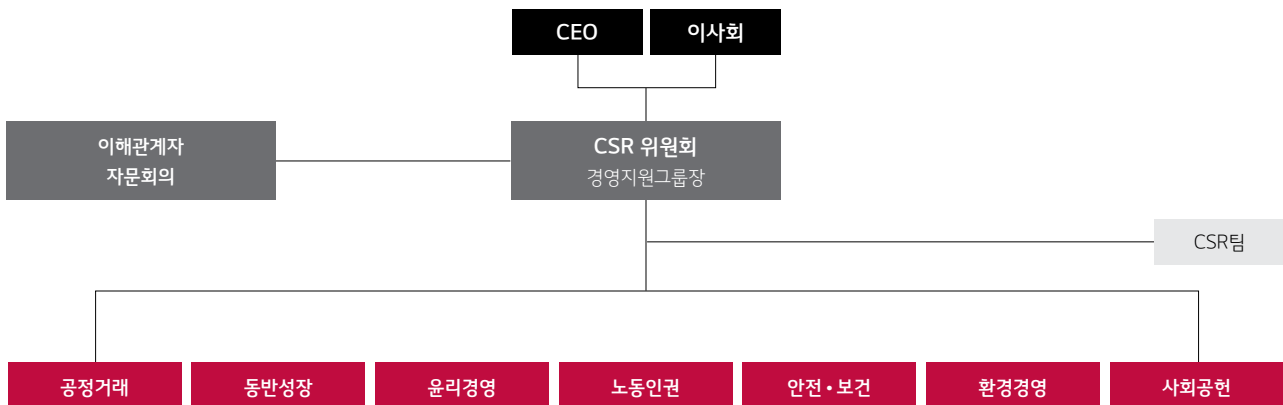 CEO
이사회
이해관계자
자문회의
CSR 위원회
경영지원그룹장
CSR팀
공정거래
동반성장
윤리경영
노동인권
안전 • 보건
환경경영
사회공헌